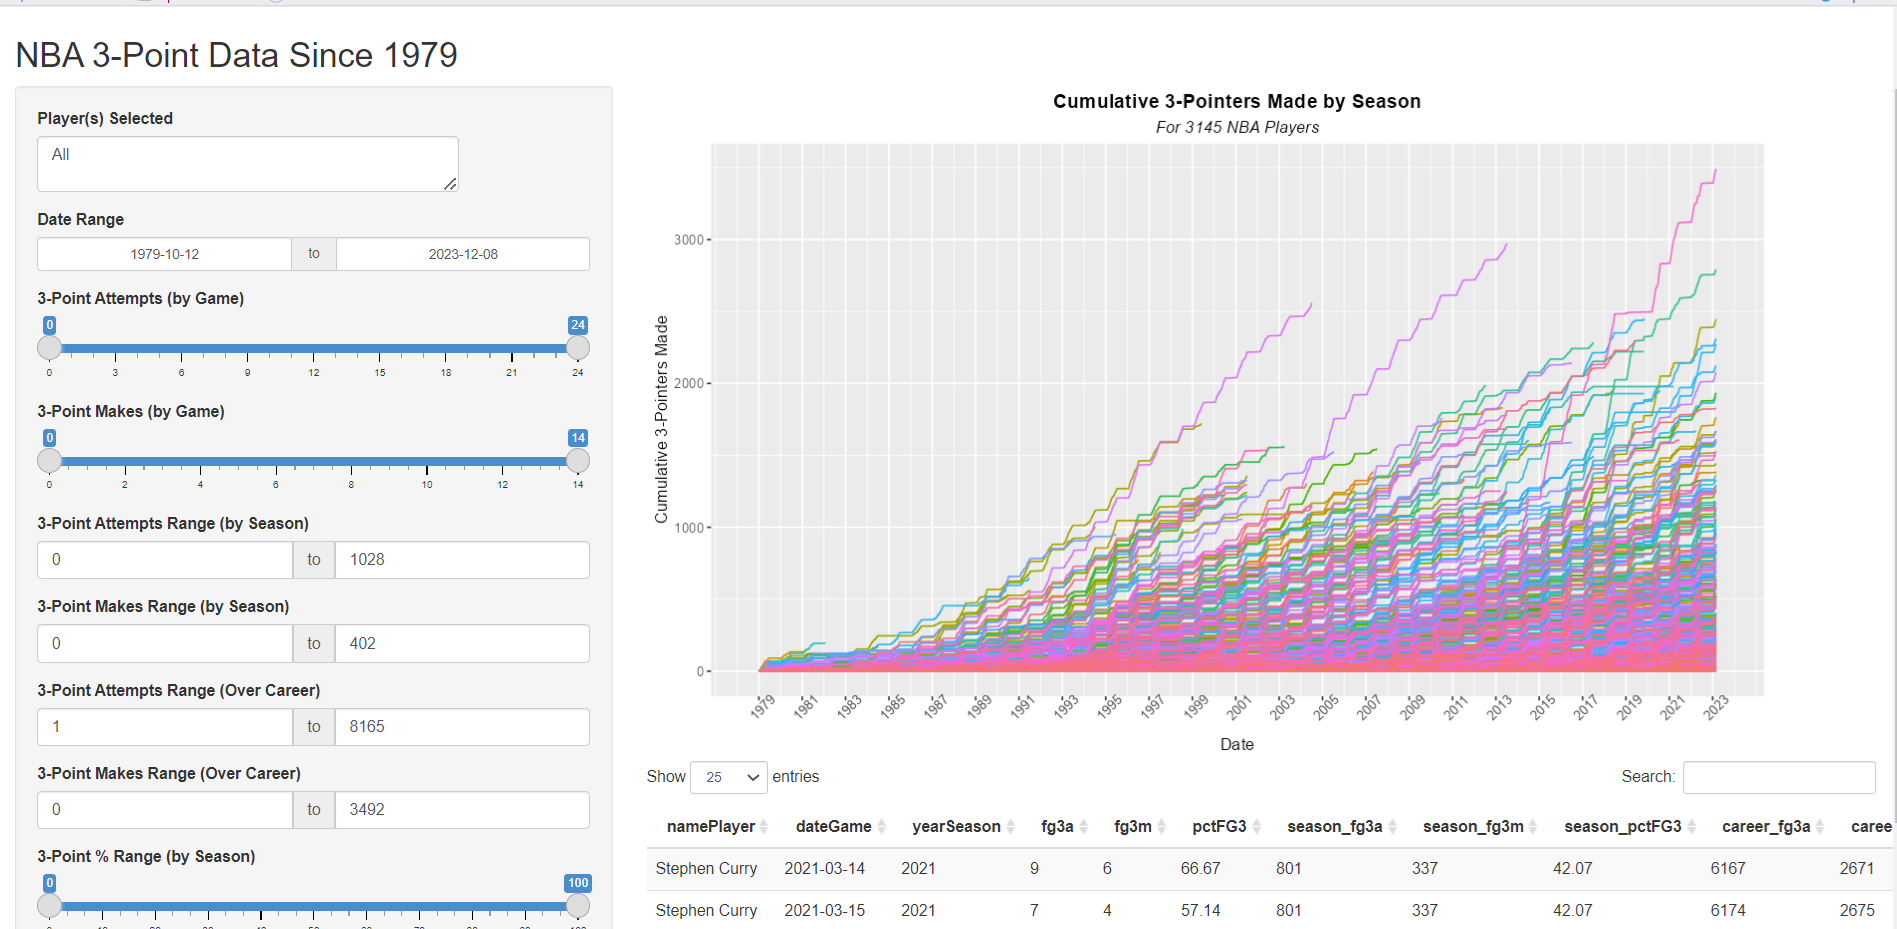 NBA 3-Point Data Since 1979
Player(s) Selected
All
Date Range
1979-10-12 to 2023-12-08
3-Point Attempts (by Game)
0 24
0 3 6 9 12 15 18 21 24
3-Point Makes (by Game)
0 14
0 2 4 6 8 10 12 14
3-Point Attempts Range (by Season)
0 to 1028
3-Point Makes Range (by Season)
0 to 402
3-Point Attempts Range (Over Career)
1 to 8165
3-Point Makes Range (Over Career)
0 to 3492
3-Point % Range (by Season)
0 100
Cumulative 3-Pointers Made by Season
For 3145 NBA Players
Cumulative 3-Pointers Made
3000
2000
1000
0
1979 1981 1983 1985 1987 1989 1991 1993 1995 1997 1999 2001 2003 2005 2007 2009 2011 2013 2015 2017 2019 2021 2023
Date
Show 25 entries Search:
namePlayer dateGame yearSeason fg3a fg3m pctFG3 season_fg3a season_fg3m season_pctFG3 career_fg3a caree
Stephen Curry 2021-03-14 2021 9 6 66.67 801 337 42.07 6167 2671
Stephen Curry 2021-03-15 2021 7 4 57.14 801 337 42.07 6174 2675